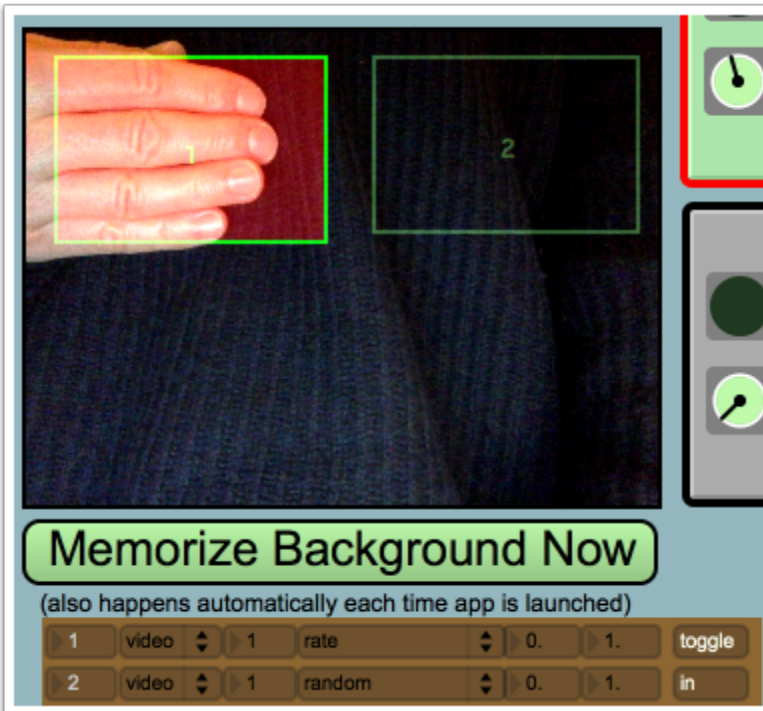 1
2
Memorize Background Now
(also happens automatically each time app is launched)
1 video 1 rate 0. 1. toggle
2 video 1 random 0. 1. in